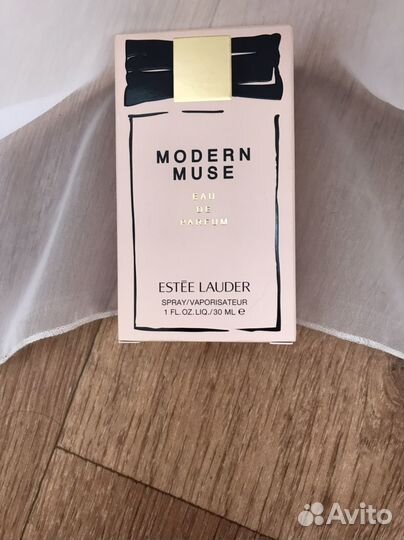 MODERN
MUSE
EAU
DE
PARFUM
ESTĒE LAUDER
SPRAY/VAPORISATEUR
1 FL.OZ.LIQ./30 ML ℮
Avito